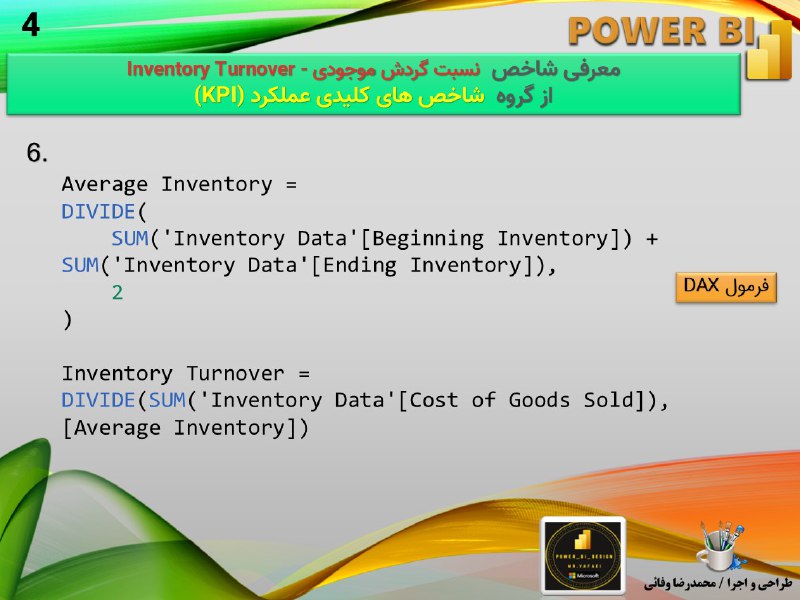 4
POWER BI
معرفی شاخص نسبت گردش موجودی - Inventory Turnover
از گروه شاخص های کلیدی عملکرد (KPI)
6.
Average Inventory =
DIVIDE(
    SUM('Inventory Data'[Beginning Inventory]) +
SUM('Inventory Data'[Ending Inventory]),
    2
)
فرمول DAX
Inventory Turnover =
DIVIDE(SUM('Inventory Data'[Cost of Goods Sold]),
[Average Inventory])
POWER_BI_DESIGN
MR.VAFAEI
Microsoft
طراحی و اجرا / محمدرضا وفائی